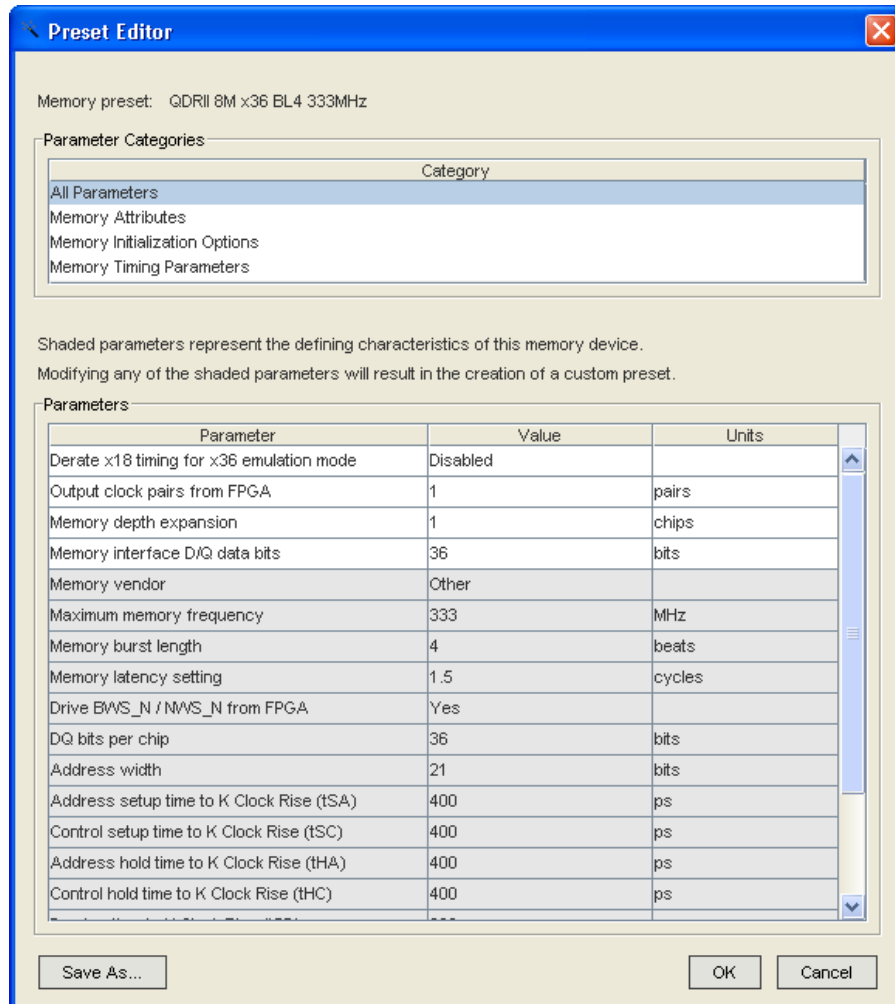 Preset Editor
Memory preset: QDRII 8M x36 BL4 333MHz
Parameter Categories
Category
All Parameters
Memory Attributes
Memory Initialization Options
Memory Timing Parameters
Shaded parameters represent the defining characteristics of this memory device.
Modifying any of the shaded parameters will result in the creation of a custom preset.
Parameters
Parameter Value Units
Derate x18 timing for x36 emulation mode Disabled
Output clock pairs from FPGA 1 pairs
Memory depth expansion 1 chips
Memory interface D/Q data bits 36 bits
Memory vendor Other
Maximum memory frequency 333 MHz
Memory burst length 4 beats
Memory latency setting 1.5 cycles
Drive BWS_N / NWS_N from FPGA Yes
DQ bits per chip 36 bits
Address width 21 bits
Address setup time to K Clock Rise (tSA) 400 ps
Control setup time to K Clock Rise (tSC) 400 ps
Address hold time to K Clock Rise (tHA) 400 ps
Control hold time to K Clock Rise (tHC) 400 ps
Save As... OK Cancel